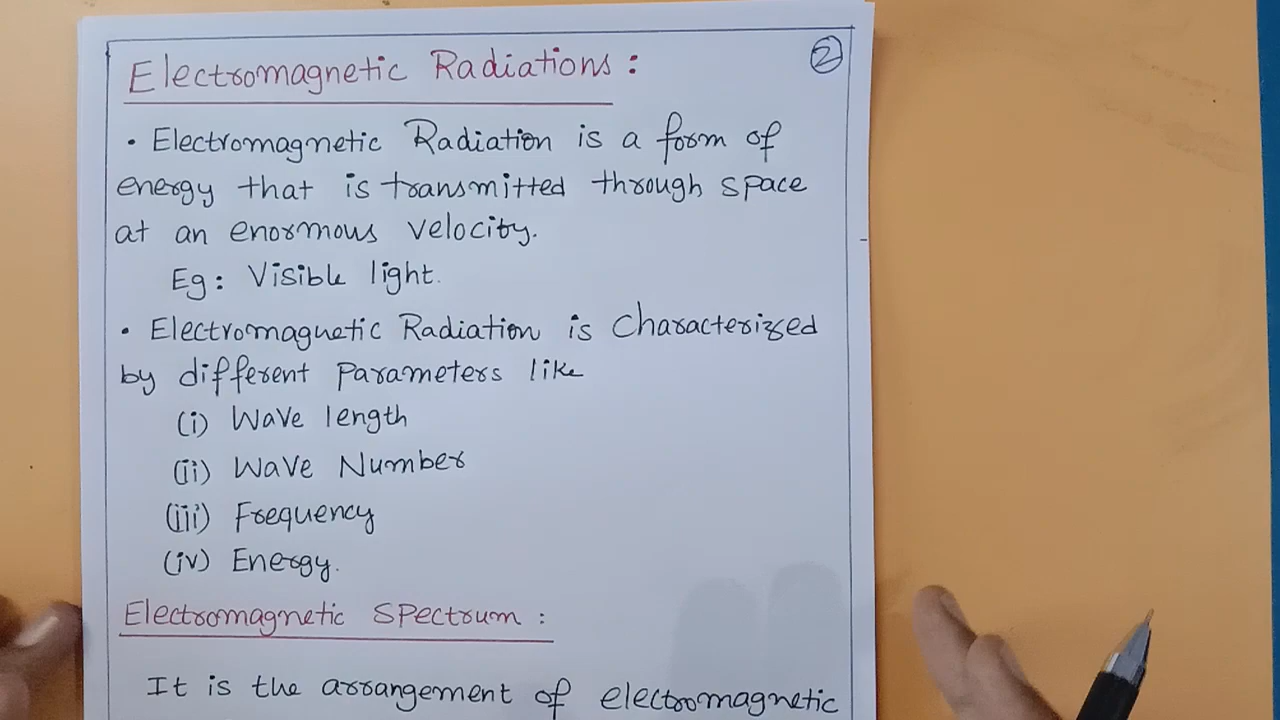 2
Electromagnetic Radiations :
• Electromagnetic Radiation is a form of
energy that is transmitted through space
at an enormous velocity.
Eg : Visible light.
• Electromagnetic Radiation is Characterized
by different Parameters like
(i) Wave length
(ii) Wave Number
(iii) Frequency
(iv) Energy.
Electromagnetic Spectrum :
It is the arrangement of electromagnetic